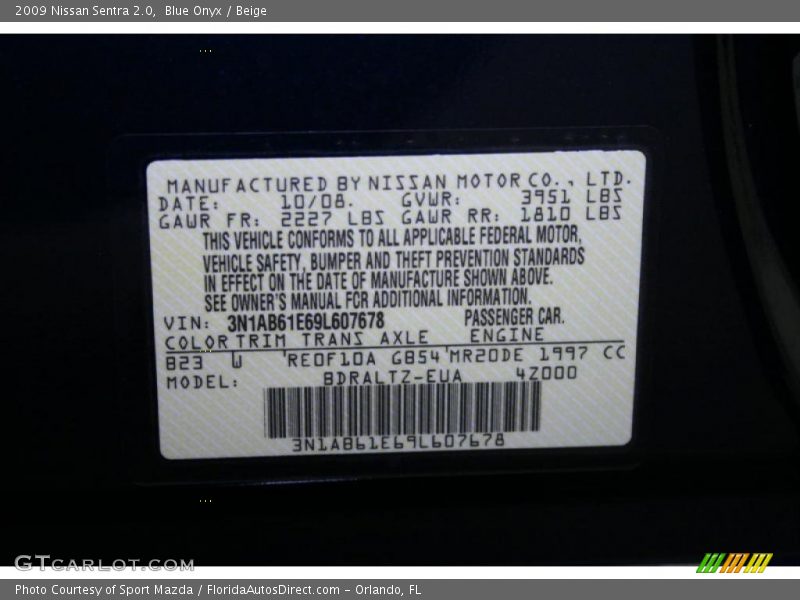 2009 Nissan Sentra 2.0,  Blue Onyx / Beige
MANUFACTURED BY NISSAN MOTOR CO., LTD.
DATE: 10/08. GVWR: 3951 LBS
GAWR FR: 2227 LBS GAWR RR: 1810 LBS
THIS VEHICLE CONFORMS TO ALL APPLICABLE FEDERAL MOTOR,
VEHICLE SAFETY, BUMPER AND THEFT PREVENTION STANDARDS
IN EFFECT ON THE DATE OF MANUFACTURE SHOWN ABOVE.
SEE OWNER'S MANUAL FOR ADDITIONAL INFORMATION.
VIN: 3N1AB61E69L607678 PASSENGER CAR.
COLOR TRIM TRANS AXLE ENGINE
B23 W 'RE0F10A GB54'MR20DE 1997 CC
MODEL: BDRALTZ-EUA 4Z000
3N1AB61E69L607678
GTCARLOT.COM
Photo Courtesy of Sport Mazda / FloridaAutosDirect.com - Orlando, FL